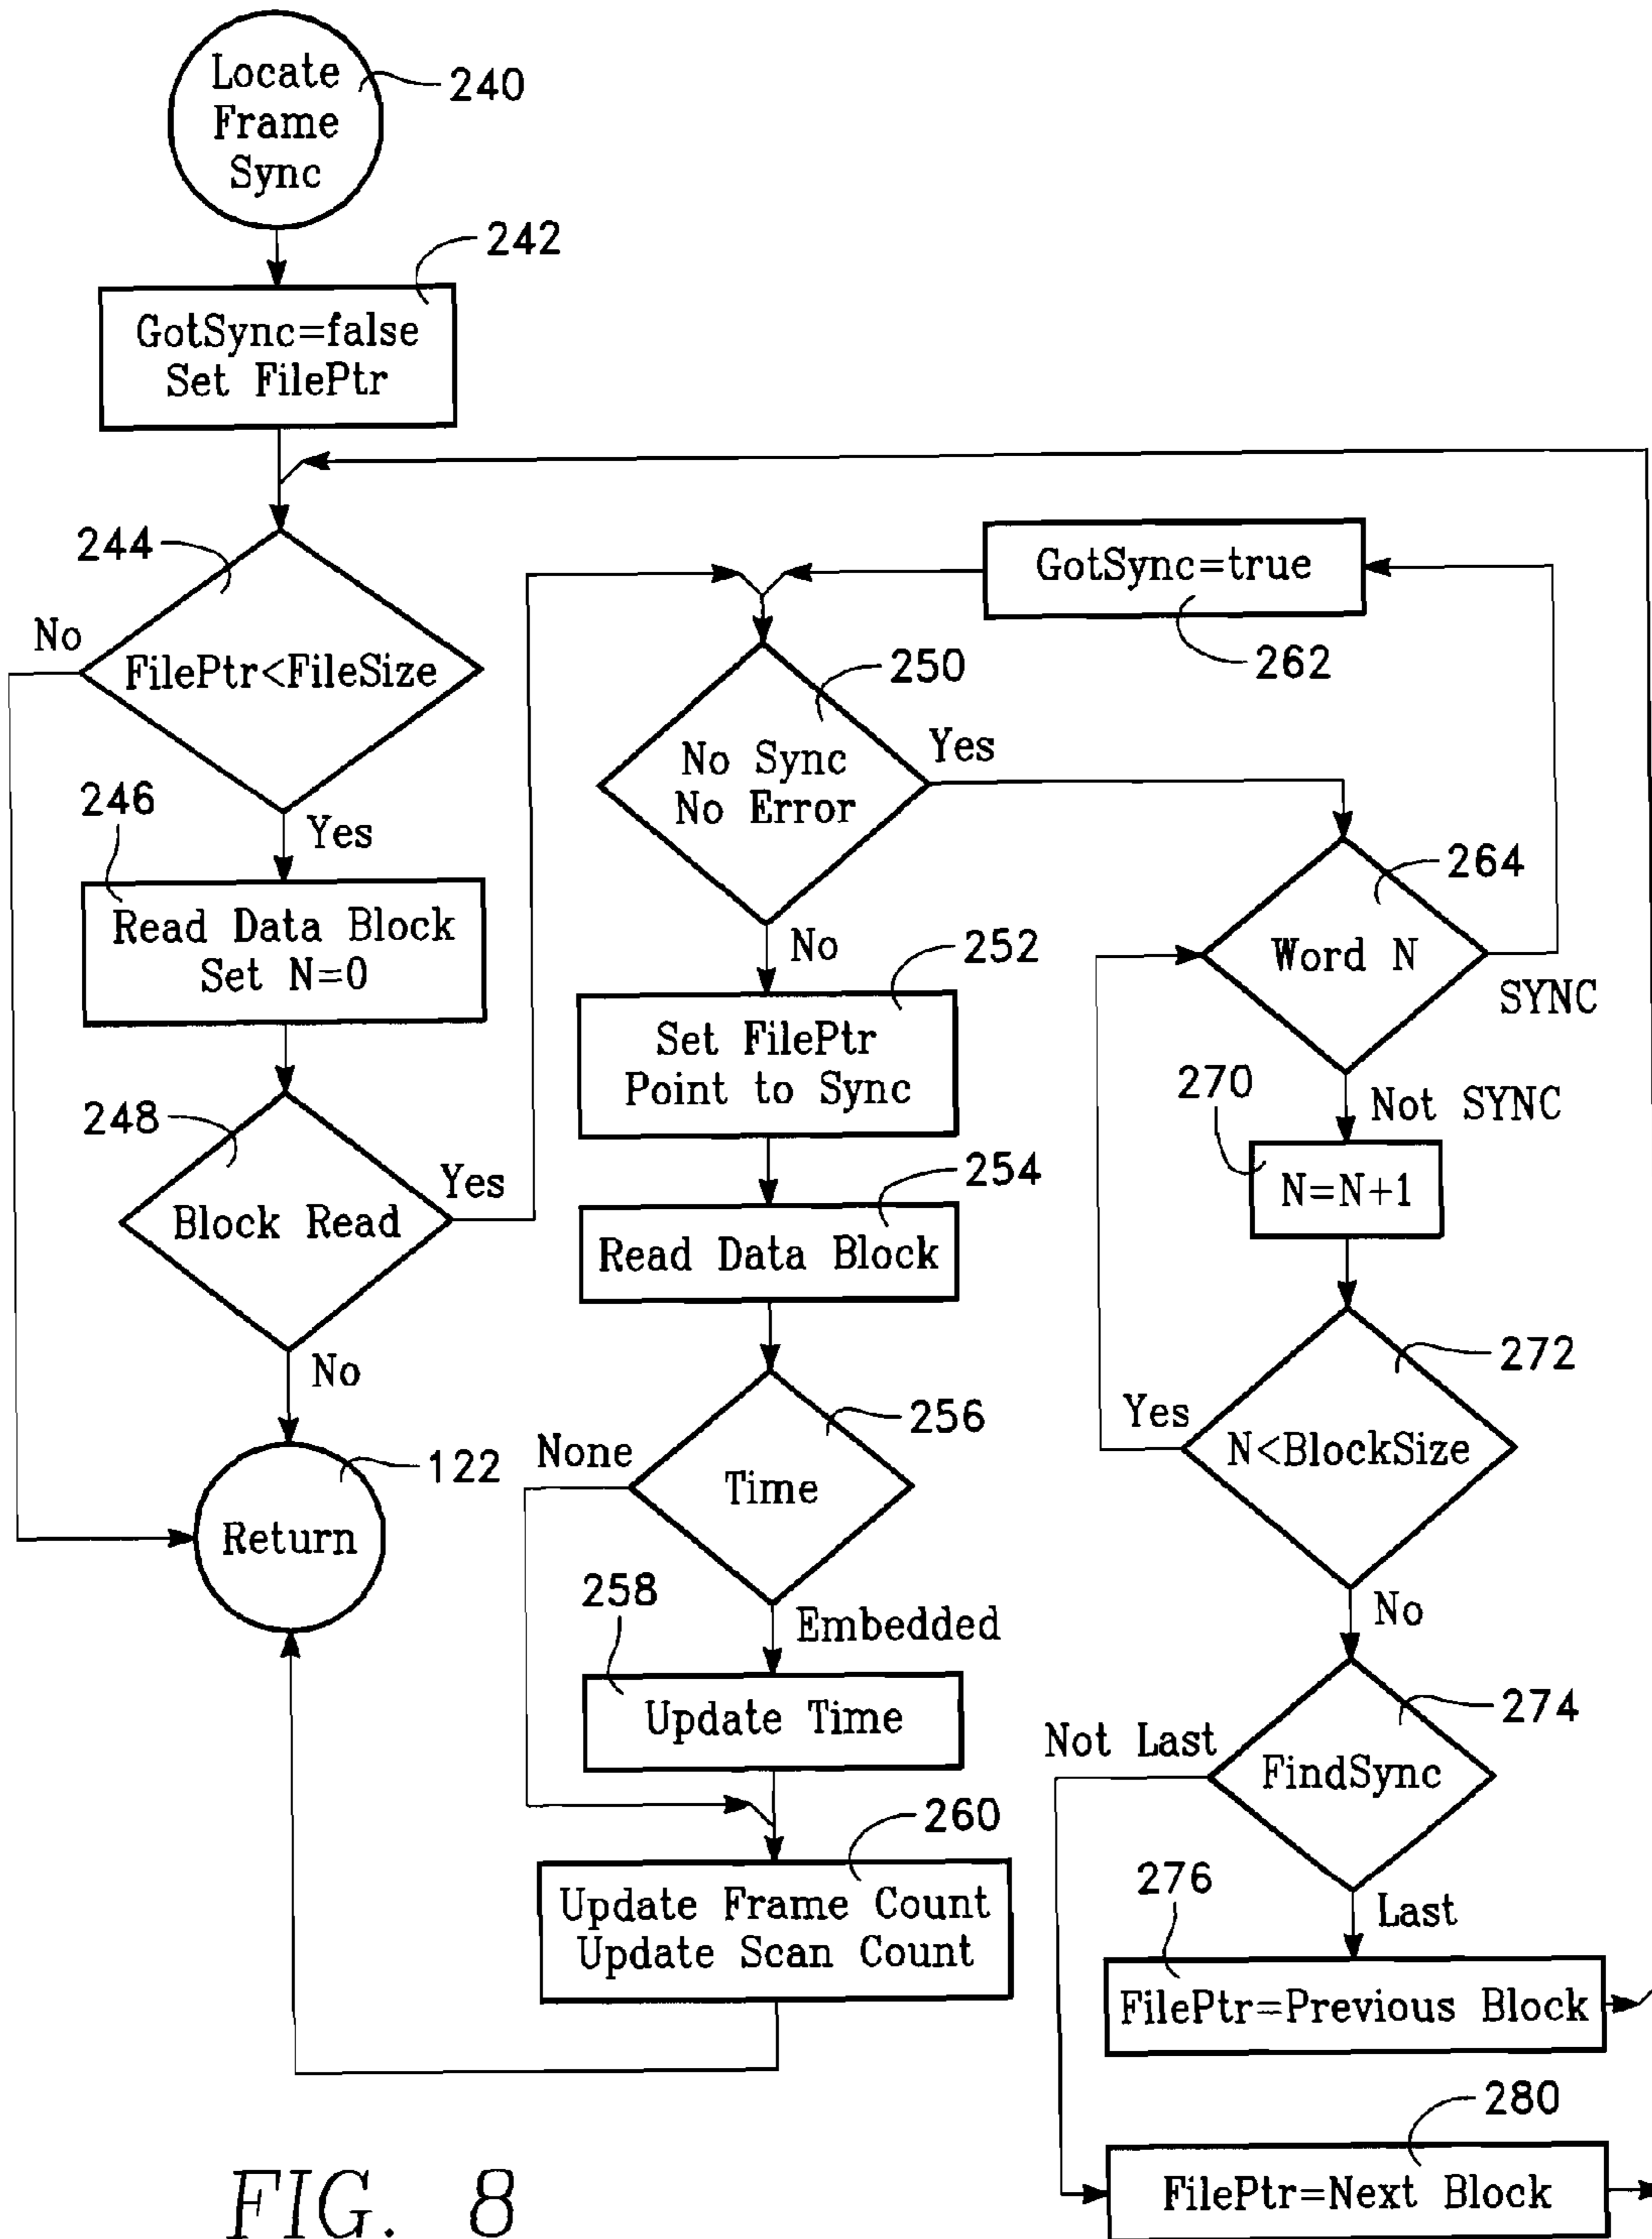 Locate
Frame
Sync
240
242
GotSync=false
Set FilePtr
244
No
FilePtr<FileSize
Yes
246
Read Data Block
Set N=0
248
Block Read
Yes
No
122
Return
GotSync=true
262
250
No Sync
No Error
Yes
No
252
Set FilePtr
Point to Sync
254
Read Data Block
256
None
Time
Embedded
258
Update Time
260
Update Frame Count
Update Scan Count
264
Word N
SYNC
Not SYNC
270
N=N+1
272
Yes
N<BlockSize
No
274
Not Last
FindSync
Last
276
FilePtr=Previous Block
280
FilePtr=Next Block
FIG. 8